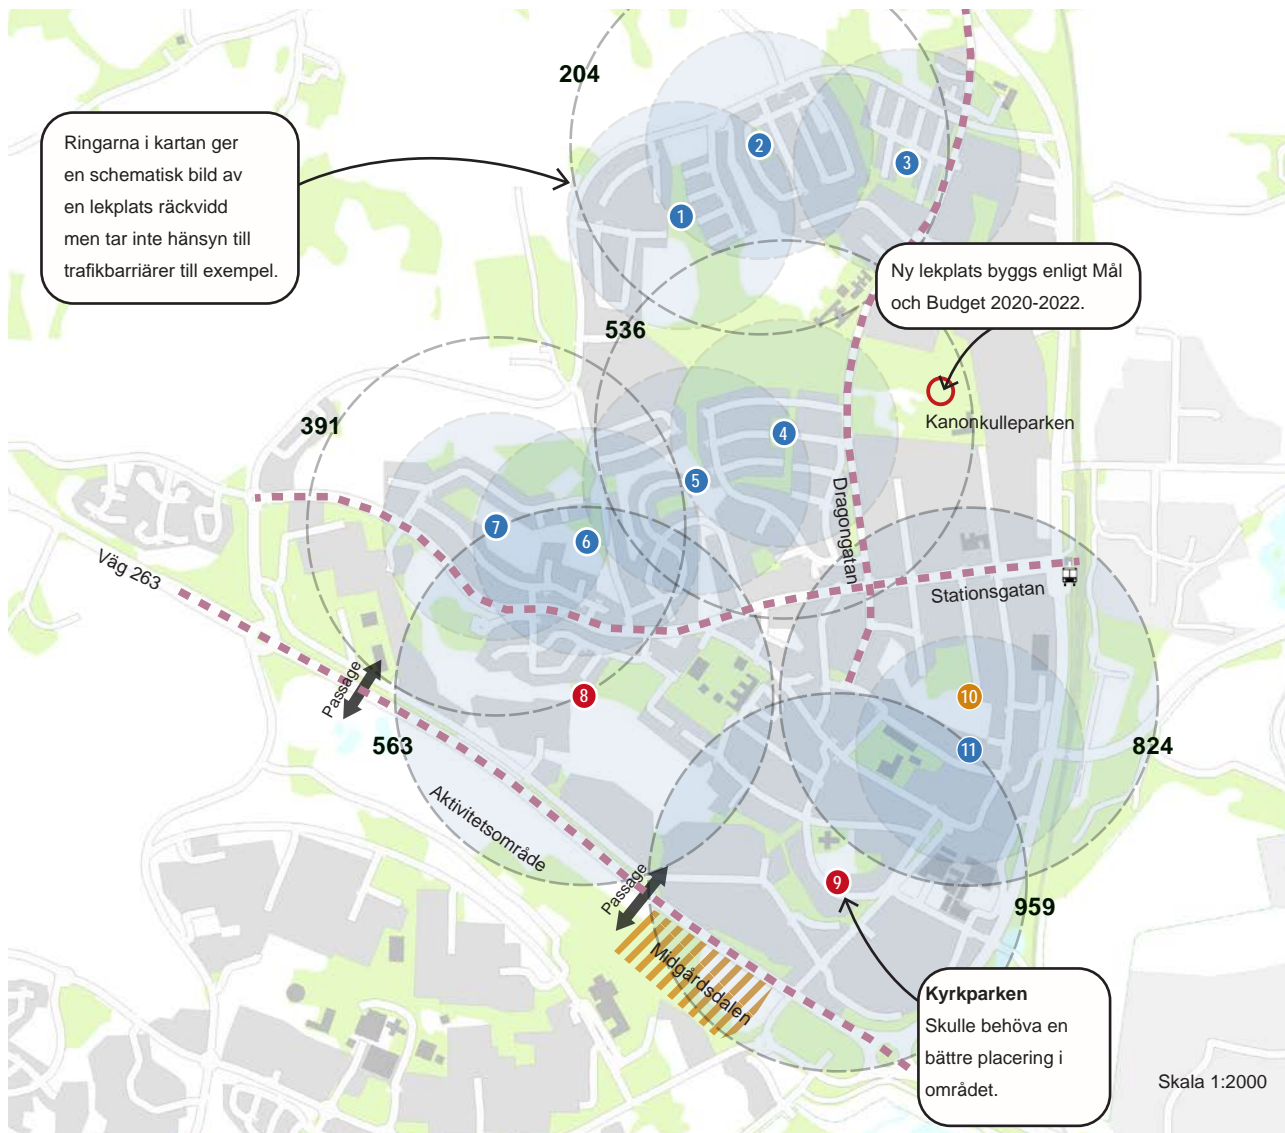 204
Ringarna i kartan ger
en schematisk bild av
en lekplats räckvidd
men tar inte hänsyn till
trafikbarriärer till exempel.
2
3
1
Ny lekplats byggs enligt Mål
och Budget 2020-2022.
536
391
Kanonkulleparken
4
5
7
6
Dragongatan
Väg 263
Stationsgatan
Passage
8
10
563
11
824
Aktivitetsområde
Passage
9
959
Midgårdsdalen
Kyrkparken
Skulle behöva en
bättre placering i
området.
Skala 1:2000